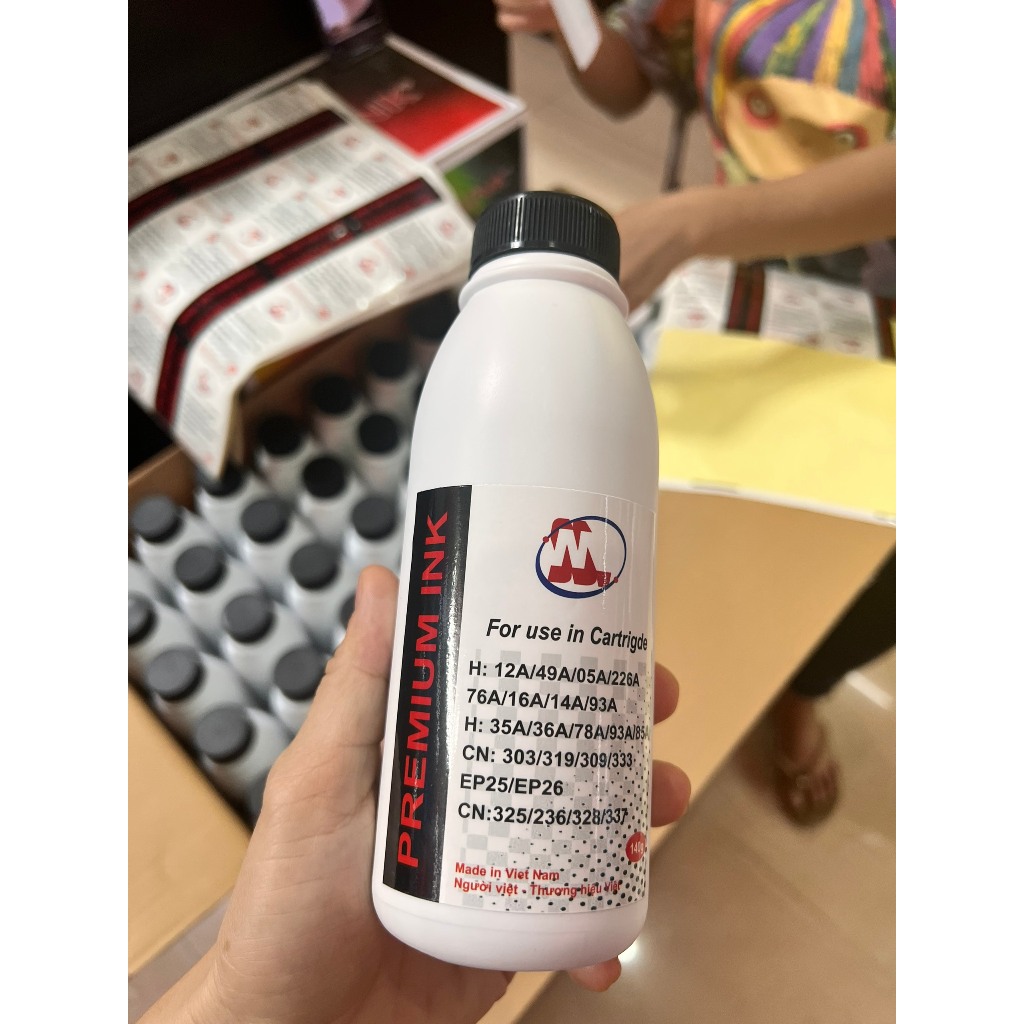 PREMIUM INK
For use in Cartrigde
H: 12A/49A/05A/226A
76A/16A/14A/93A
H: 35A/36A/78A/93A/85A
CN: 303/319/309/333
EP25/EP26
CN:325/236/328/337
140g
Made in Viet Nam
Người việt - Thương hiệu Việt